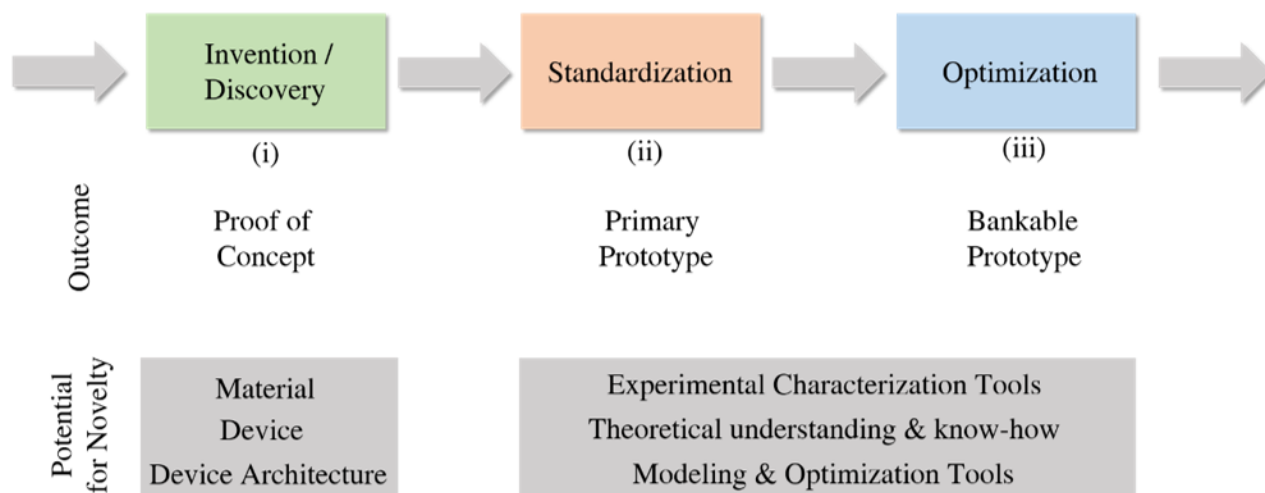 Invention /
Discovery
Standardization
Optimization
(i)
(ii)
(iii)
Outcome
Proof of
Concept
Primary
Prototype
Bankable
Prototype
Potential
for Novelty
Material
Device
Device Architecture
Experimental Characterization Tools
Theoretical understanding & know-how
Modeling & Optimization Tools